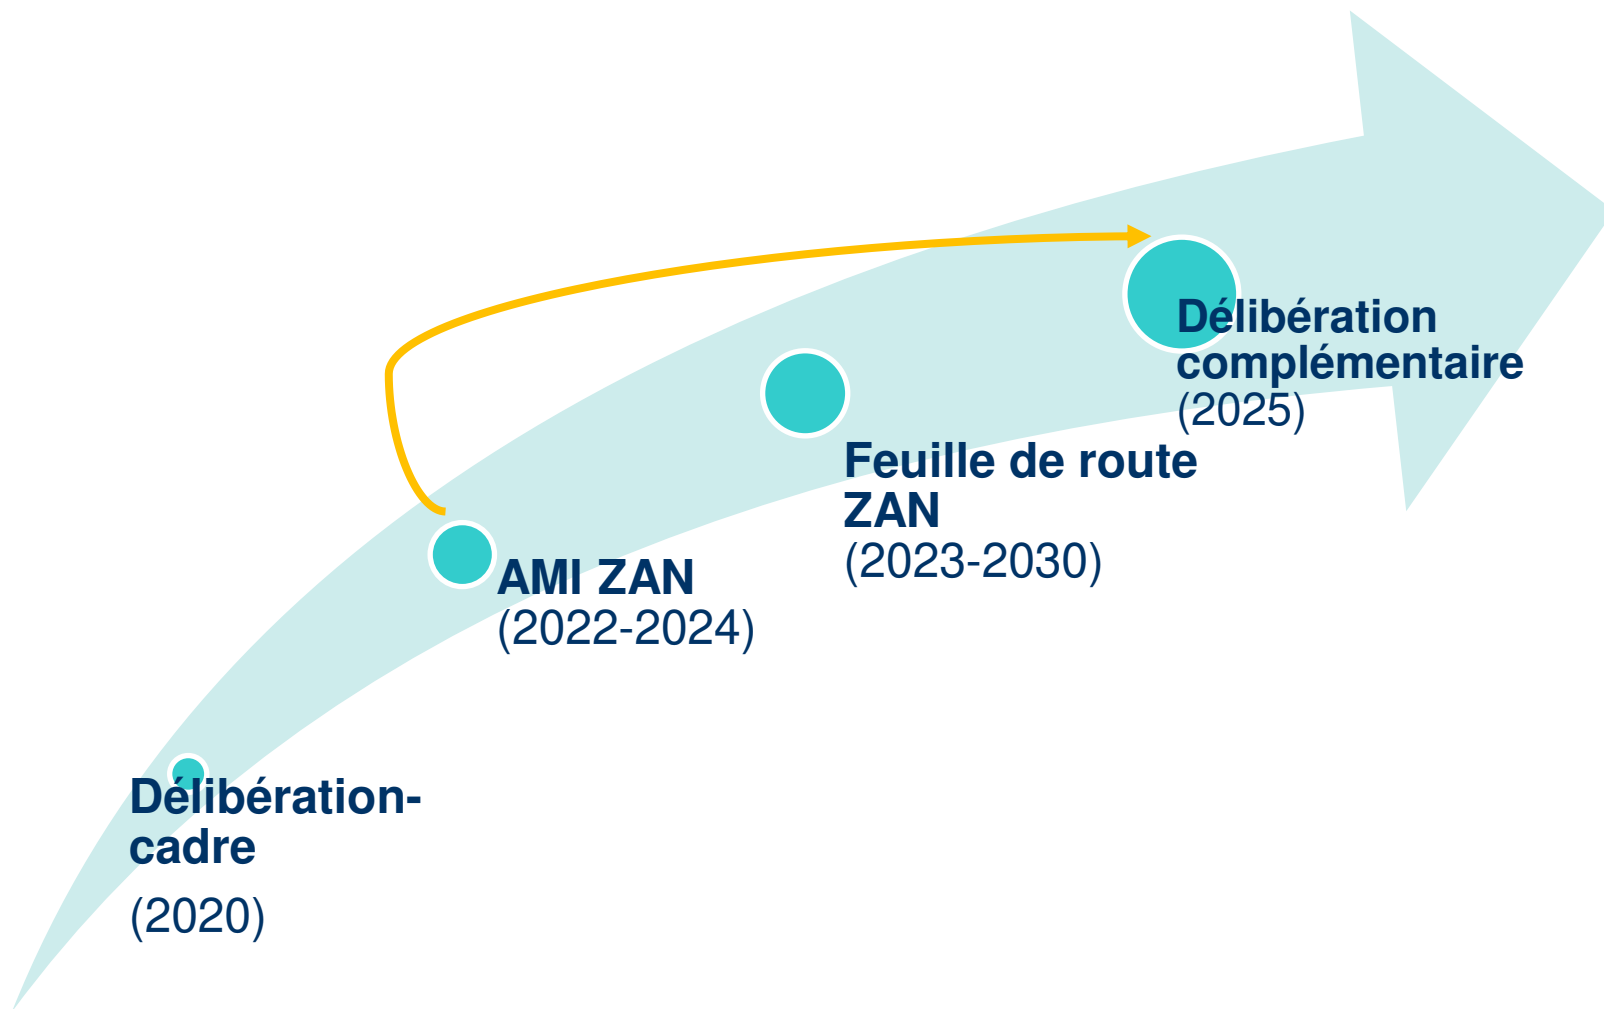 Délibération-
cadre
(2020)
AMI ZAN
(2022-2024)
Feuille de route
ZAN
(2023-2030)
Délibération
complémentaire
(2025)